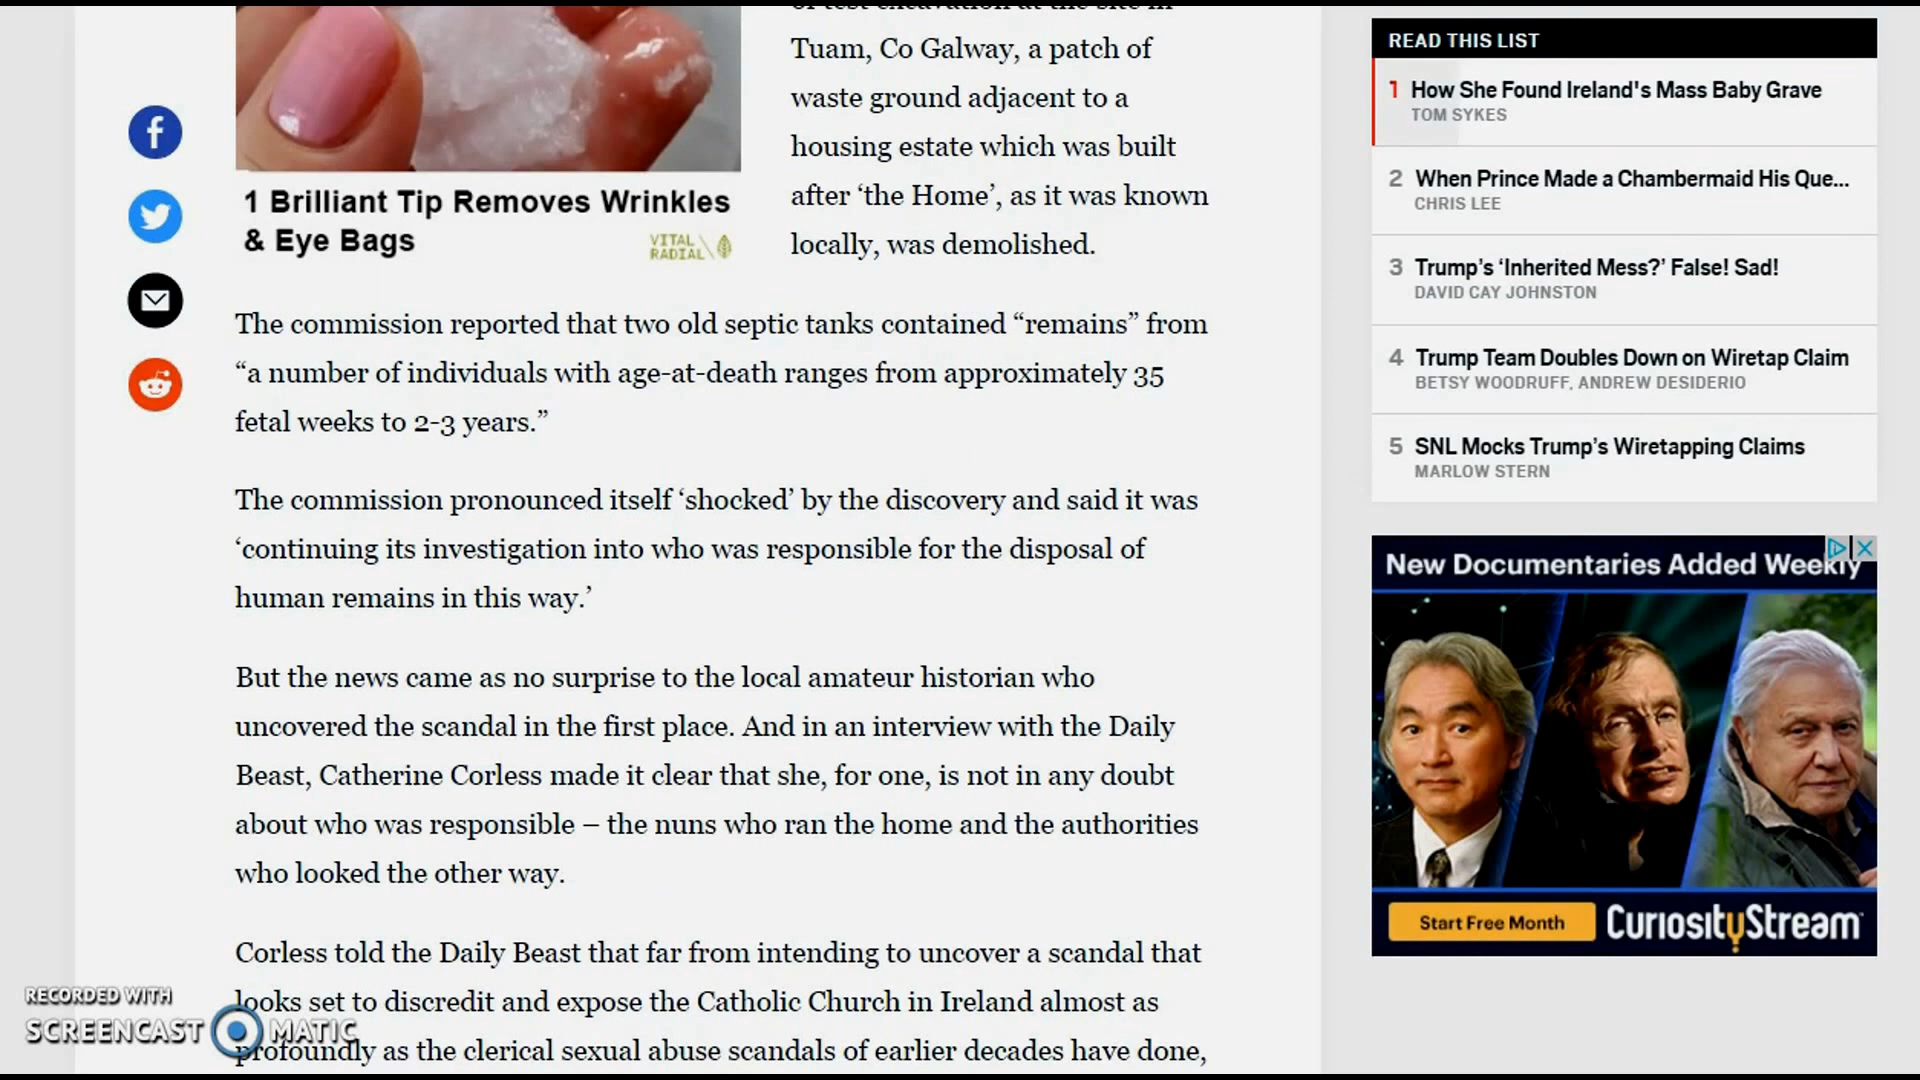 of test excavation at the site in
Tuam, Co Galway, a patch of
waste ground adjacent to a
housing estate which was built
after ‘the Home’, as it was known
locally, was demolished.
1 Brilliant Tip Removes Wrinkles
& Eye Bags
VITAL
RADIAL
The commission reported that two old septic tanks contained “remains” from
“a number of individuals with age-at-death ranges from approximately 35
fetal weeks to 2-3 years.”
The commission pronounced itself ‘shocked’ by the discovery and said it was
‘continuing its investigation into who was responsible for the disposal of
human remains in this way.’
But the news came as no surprise to the local amateur historian who
uncovered the scandal in the first place. And in an interview with the Daily
Beast, Catherine Corless made it clear that she, for one, is not in any doubt
about who was responsible – the nuns who ran the home and the authorities
who looked the other way.
Corless told the Daily Beast that far from intending to uncover a scandal that
looks set to discredit and expose the Catholic Church in Ireland almost as
profoundly as the clerical sexual abuse scandals of earlier decades have done,
READ THIS LIST
1 How She Found Ireland's Mass Baby Grave
TOM SYKES
2 When Prince Made a Chambermaid His Que...
CHRIS LEE
3 Trump’s ‘Inherited Mess?’ False! Sad!
DAVID CAY JOHNSTON
4 Trump Team Doubles Down on Wiretap Claim
BETSY WOODRUFF, ANDREW DESIDERIO
5 SNL Mocks Trump’s Wiretapping Claims
MARLOW STERN
New Documentaries Added Weekly
Start Free Month
CURIOSITYSTREAM
RECORDED WITH
SCREENCAST MATIC